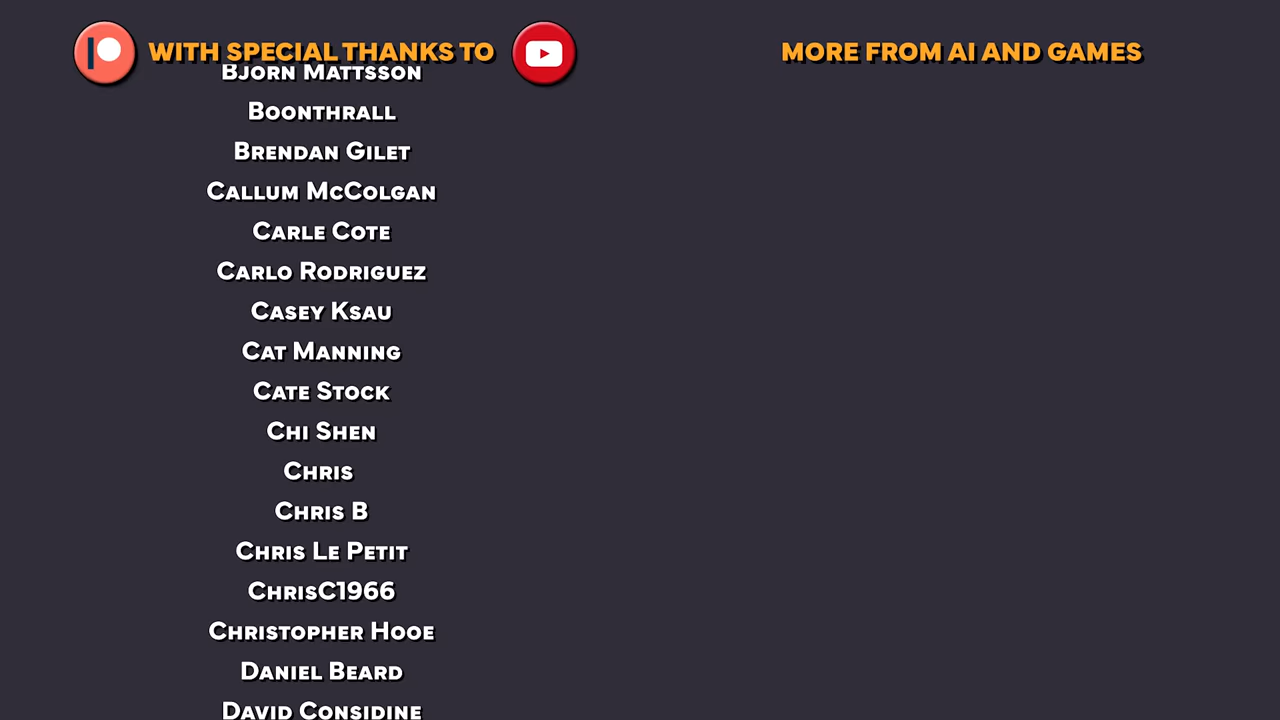 WITH SPECIAL THANKS TO
Bjorn Mattsson
Boonthrall
Brendan Gilet
Callum McColgan
Carle Cote
Carlo Rodriguez
Casey Ksau
Cat Manning
Cate Stock
Chi Shen
Chris
Chris B
Chris Le Petit
ChrisC1966
Christopher Hooe
Daniel Beard
David Considine
MORE FROM AI AND GAMES